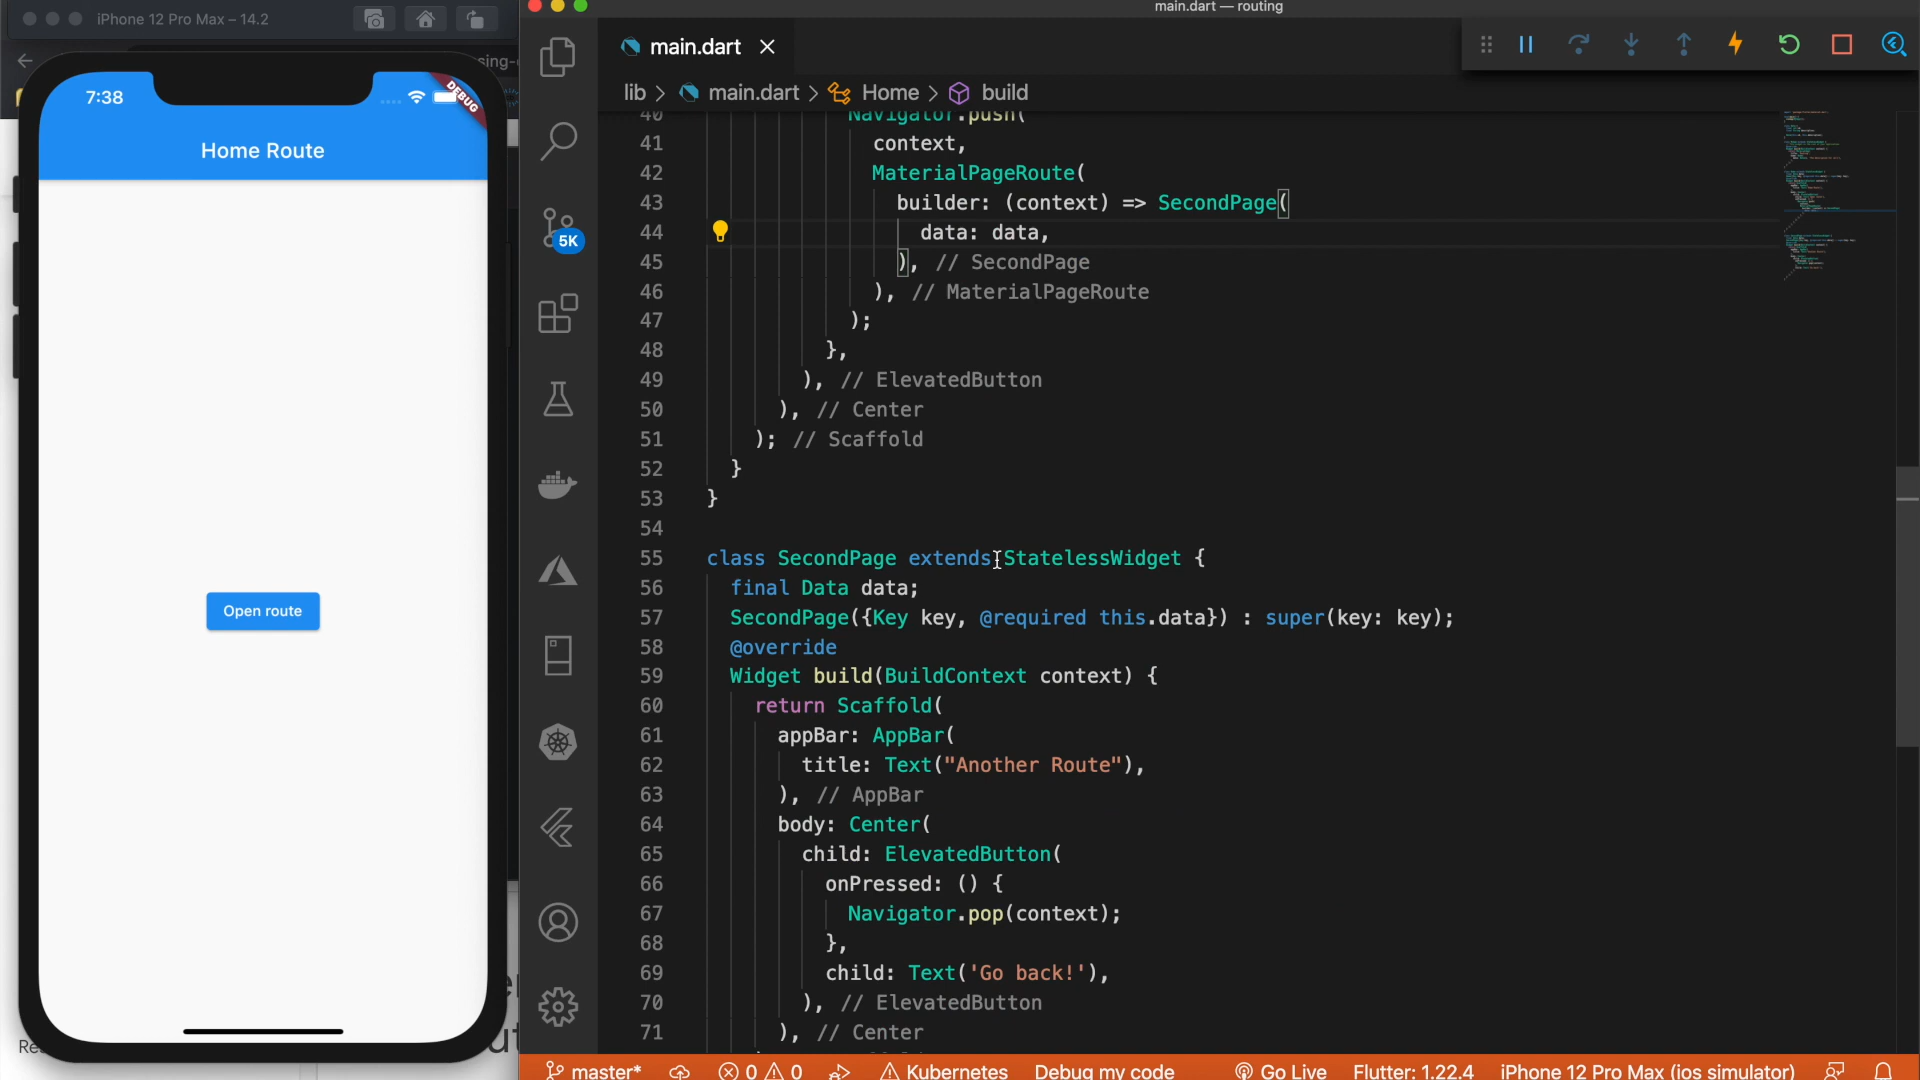 iPhone 12 Pro Max – 14.2
7:38
DEBUG
Home Route
Open route
main.dart — routing
main.dart
lib > main.dart > Home > build
5K
40 Navigator.push(
41 context,
42 MaterialPageRoute(
43 builder: (context) => SecondPage(
44 data: data,
45 ), // SecondPage
46 ), // MaterialPageRoute
47 );
48 },
49 ), // ElevatedButton
50 ), // Center
51 ); // Scaffold
52 }
53 }
54
55 class SecondPage extends StatelessWidget {
56 final Data data;
57 SecondPage({Key key, @required this.data}) : super(key: key);
58 @override
59 Widget build(BuildContext context) {
60 return Scaffold(
61 appBar: AppBar(
62 title: Text("Another Route"),
63 ), // AppBar
64 body: Center(
65 child: ElevatedButton(
66 onPressed: () {
67 Navigator.pop(context);
68 },
69 child: Text('Go back!'),
70 ), // ElevatedButton
71 ), // Center
master* 0 0 Kubernetes Debug my code Go Live Flutter: 1.22.4 iPhone 12 Pro Max (ios simulator)